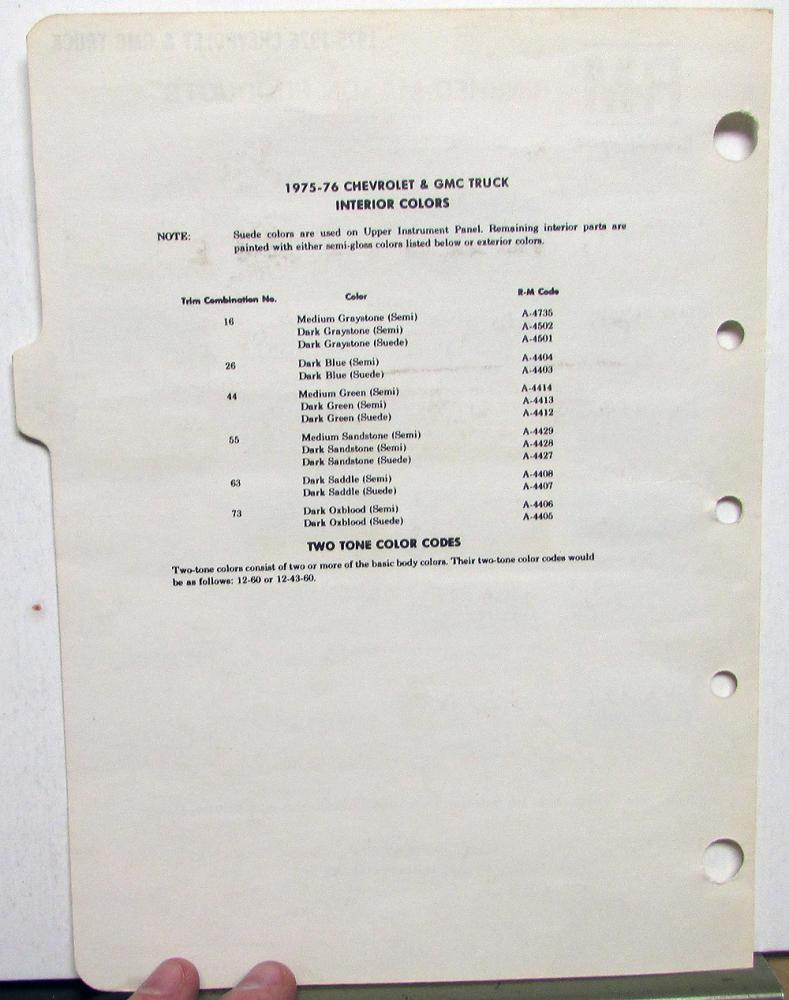 1975-76 CHEVROLET & GMC TRUCK
INTERIOR COLORS
NOTE: Suede colors are used on Upper Instrument Panel. Remaining interior parts are
painted with either semi-gloss colors listed below or exterior colors.
Trim Combination No. Color R-M Code
16 Medium Graystone (Semi) A-4735
Dark Graystone (Semi) A-4502
Dark Graystone (Suede) A-4501
26 Dark Blue (Semi) A-4404
Dark Blue (Suede) A-4403
44 Medium Green (Semi) A-4414
Dark Green (Semi) A-4413
Dark Green (Suede) A-4412
55 Medium Sandstone (Semi) A-4429
Dark Sandstone (Semi) A-4428
Dark Sandstone (Suede) A-4427
63 Dark Saddle (Semi) A-4408
Dark Saddle (Suede) A-4407
73 Dark Oxblood (Semi) A-4406
Dark Oxblood (Suede) A-4405
TWO TONE COLOR CODES
Two-tone colors consist of two or more of the basic body colors. Their two-tone color codes would
be as follows: 12-60 or 12-43-60.